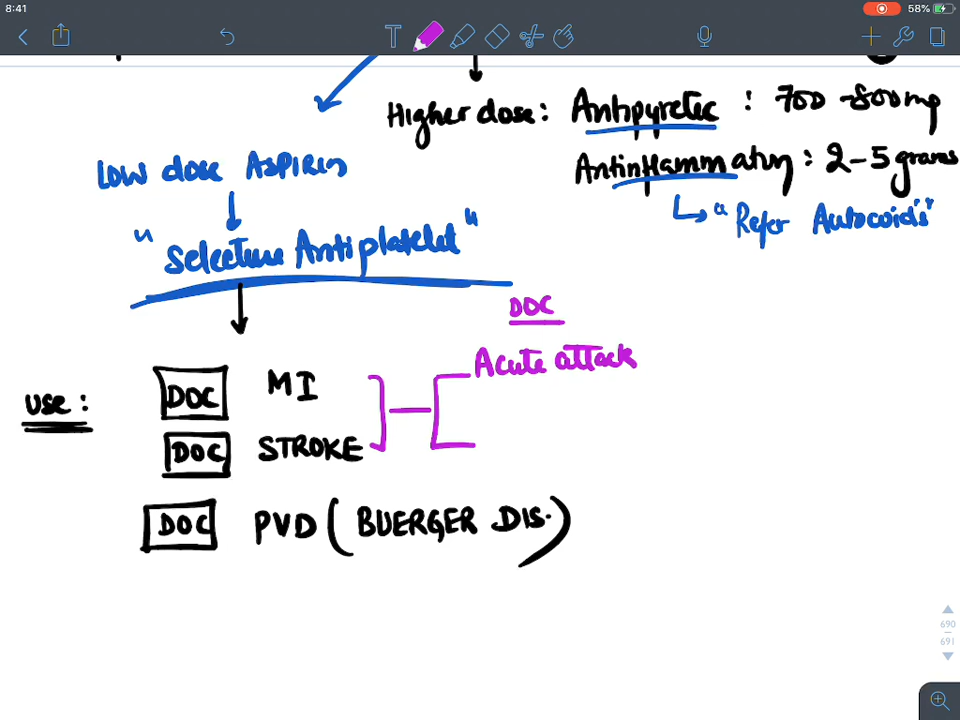 8:41
58%
T
Higher dose: Antipyretic : 700-800mg
Antiinflammatory : 2-5 grams
"Refer Autocoids"
LOW dose ASPIRIN
"Selective Antiplatelet"
DOC
Acute attack
USE:
DOC MI
DOC STROKE
DOC PVD (BUERGER DIS.)
690
691